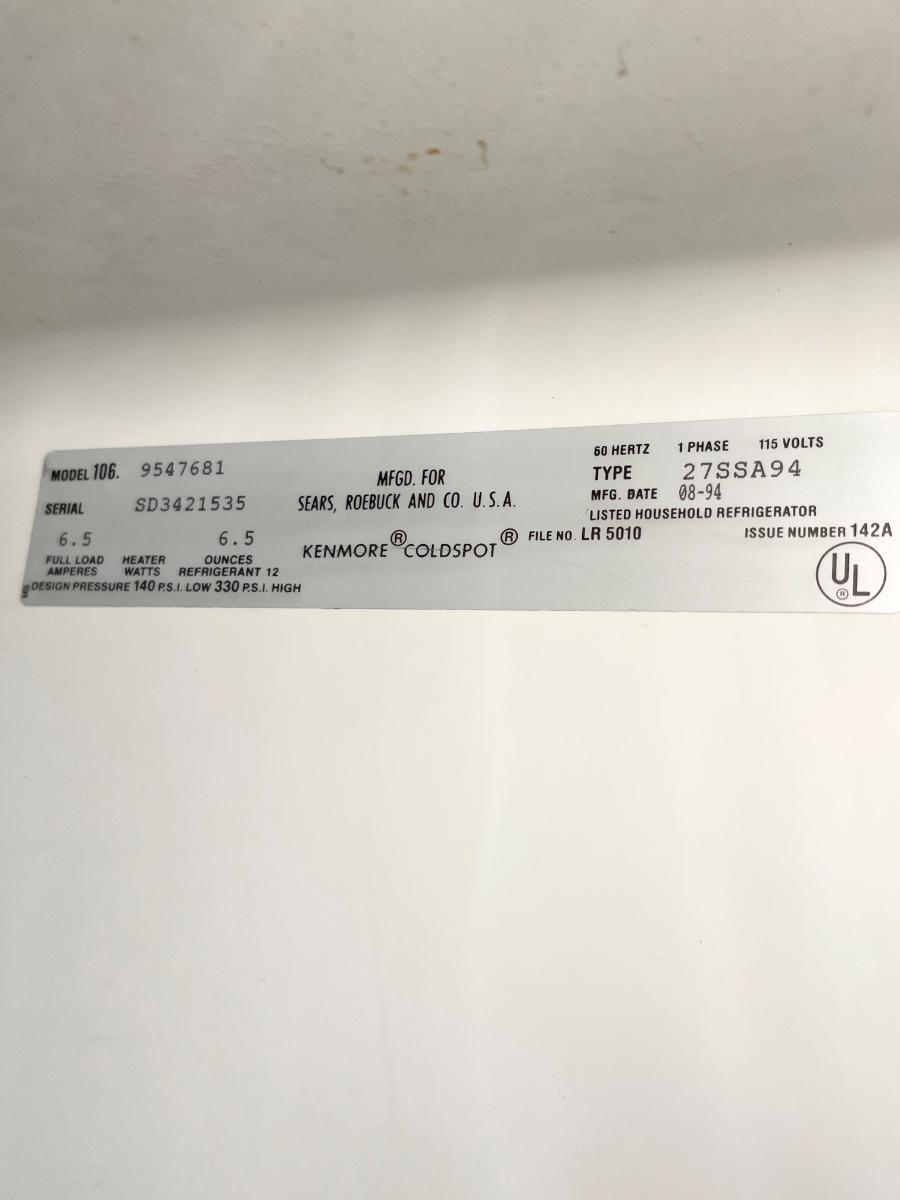 MODEL 106. 9547681
SERIAL SD3421535
6.5 6.5
FULL LOAD AMPERES HEATER WATTS OUNCES REFRIGERANT 12
DESIGN PRESSURE 140 P.S.I. LOW 330 P.S.I. HIGH
MFGD. FOR
SEARS, ROEBUCK AND CO. U.S.A.
KENMORE® COLDSPOT®
60 HERTZ 1 PHASE 115 VOLTS
TYPE 27SSA94
MFG. DATE 08-94
LISTED HOUSEHOLD REFRIGERATOR
FILE NO. LR 5010 ISSUE NUMBER 142A
UL®